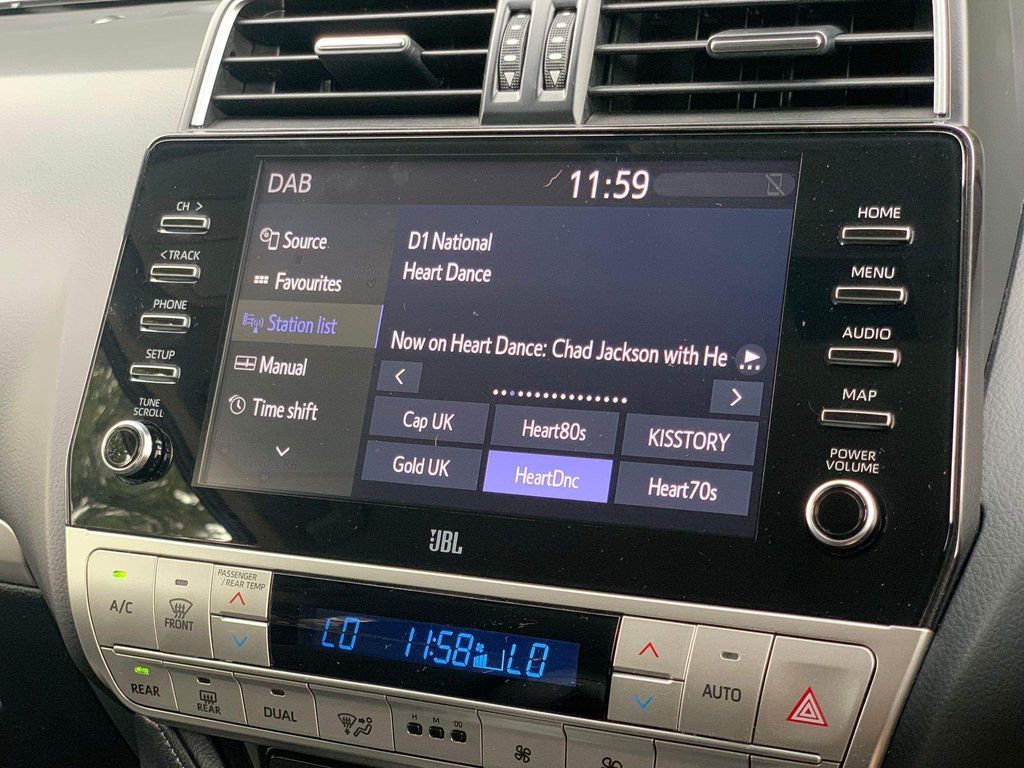 DAB
11:59
Source
Favourites
Station list
Manual
Time shift
D1 National
Heart Dance
Now on Heart Dance: Chad Jackson with He
Cap UK
Heart80s
KISSTORY
Gold UK
HeartDnc
Heart70s
CH >
< TRACK
PHONE
SETUP
TUNE
SCROLL
HOME
MENU
AUDIO
MAP
POWER
VOLUME
JBL
A/C
FRONT
PASSENGER
/REAR TEMP
LO 11:58 LO
AUTO
REAR
REAR
DUAL
H M :00